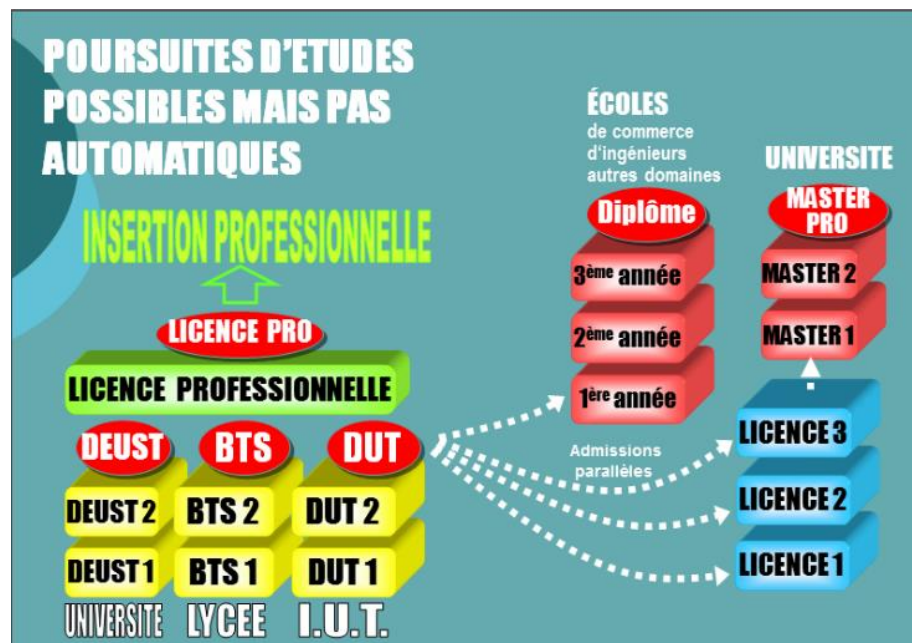 POURSUITES D'ETUDES
POSSIBLES MAIS PAS
AUTOMATIQUES
INSERTION PROFESSIONNELLE
LICENCE PRO
LICENCE PROFESSIONNELLE
DEUST
BTS
DUT
DEUST 2
BTS 2
DUT 2
DEUST 1
BTS 1
DUT 1
UNIVERSITE
LYCEE
I.U.T.
ÉCOLES
de commerce
d'ingénieurs
autres domaines
Diplôme
3ème année
2ème année
1ère année
Admissions
parallèles
UNIVERSITE
MASTER
PRO
MASTER 2
MASTER 1
LICENCE 3
LICENCE 2
LICENCE 1